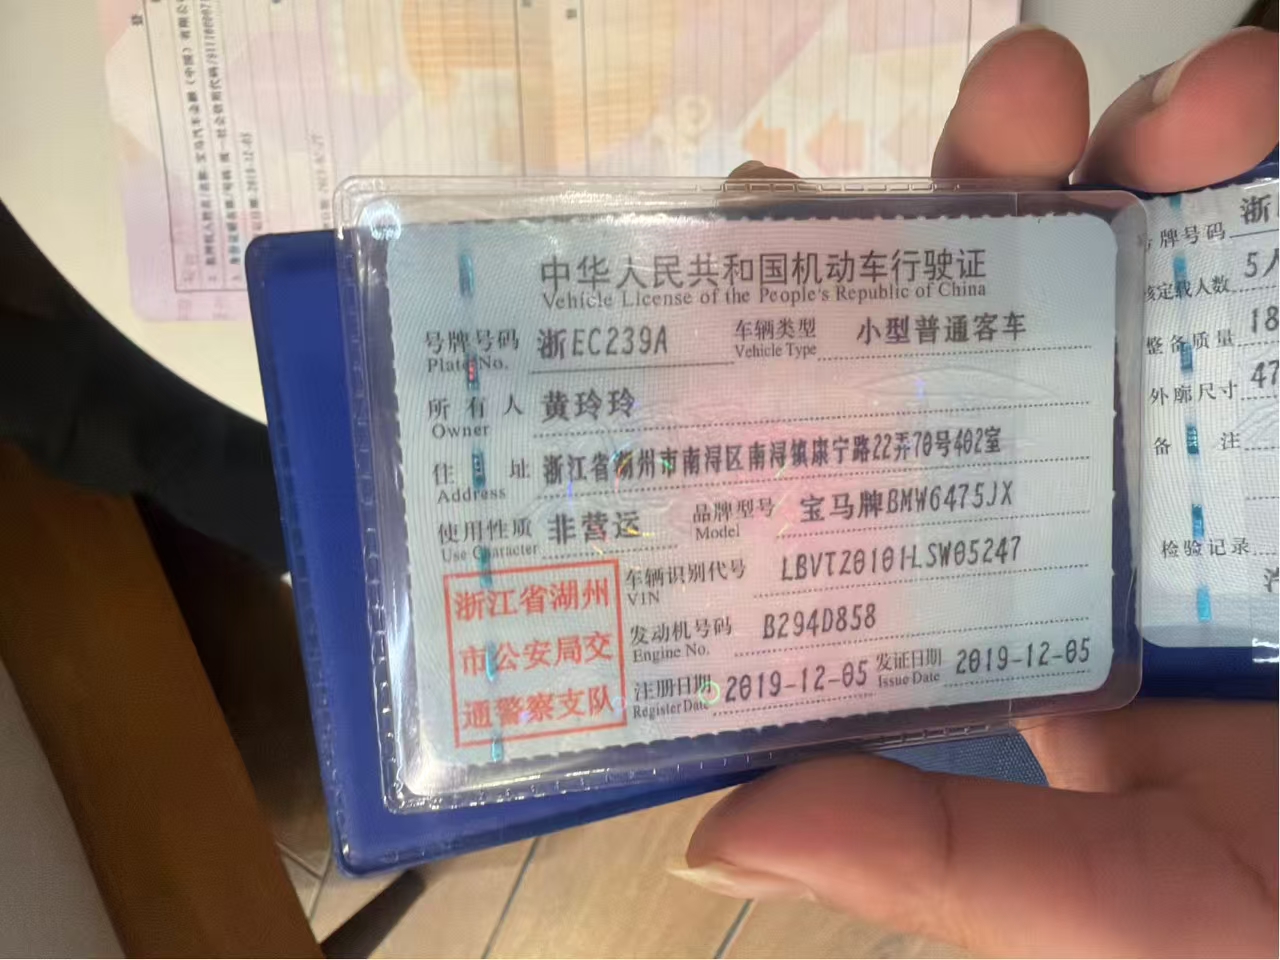 中华人民共和国机动车行驶证
Vehicle License of the People's Republic of China
号牌号码 浙EC239A 车辆类型 小型普通客车
Plate No. Vehicle Type
所有人 黄玲玲
Owner
住址 浙江省湖州市南浔区南浔镇康宁路22弄70号402室
Address
使用性质 非营运 品牌型号 宝马牌BMW6475JX
Use Character Model
车辆识别代号 LBVTZ0101LSW05247
VIN
发动机号码 B294D858
Engine No.
注册日期 2019-12-05 发证日期 2019-12-05
Register Date Issue Date
浙江省湖州
市公安局交
通警察支队
号牌号码 浙
核定载人数 5人
整备质量 18
外廓尺寸 47
备注
检验记录